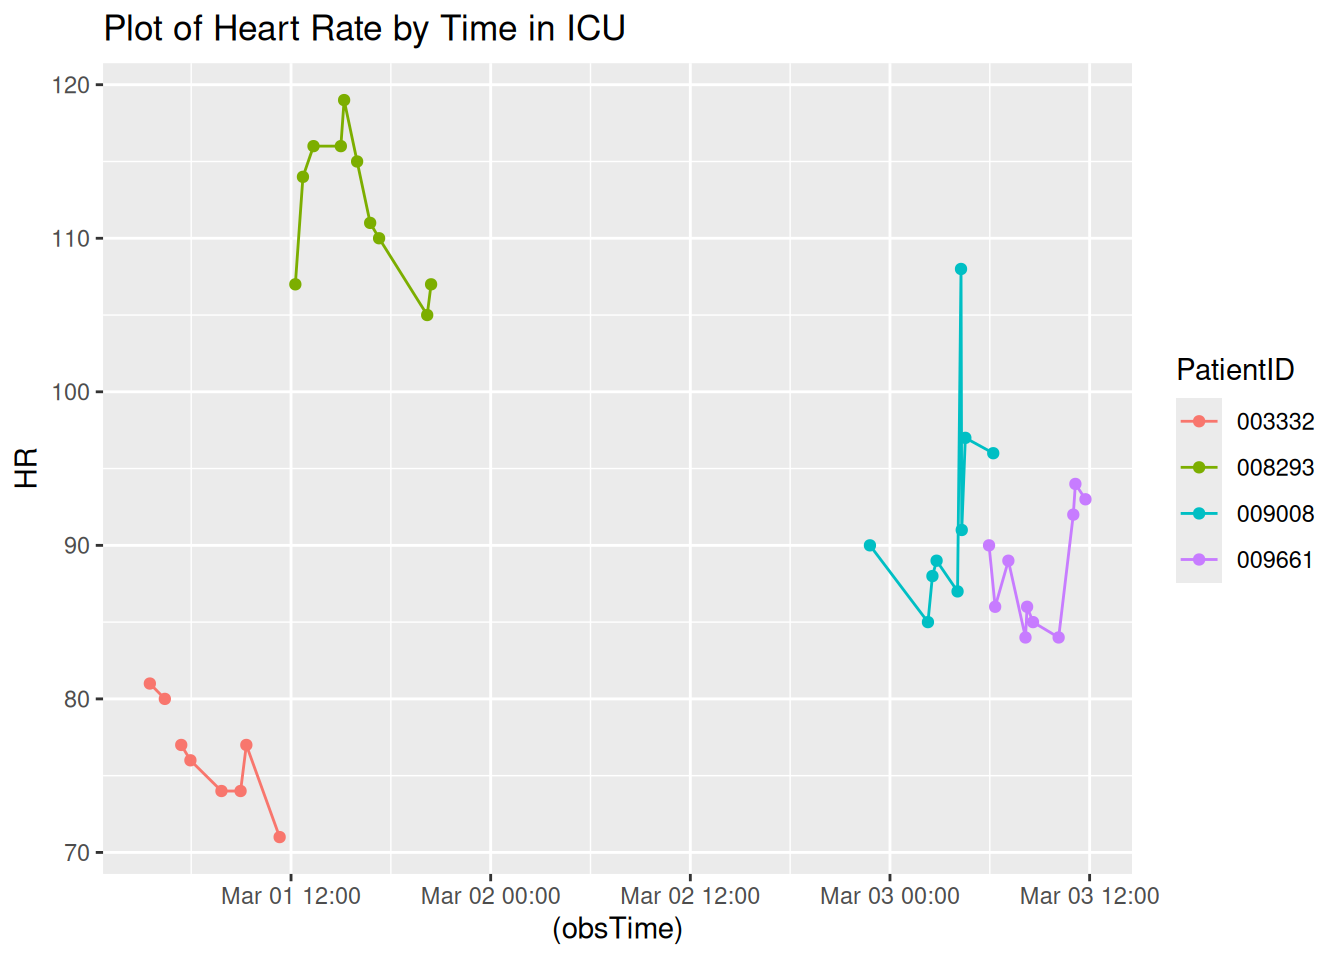 Plot of Heart Rate by Time in ICU
120
110
100
90
80
70
HR
Mar 01 12:00 Mar 02 00:00 Mar 02 12:00 Mar 03 00:00 Mar 03 12:00
(obsTime)
PatientID
003332
008293
009008
009661